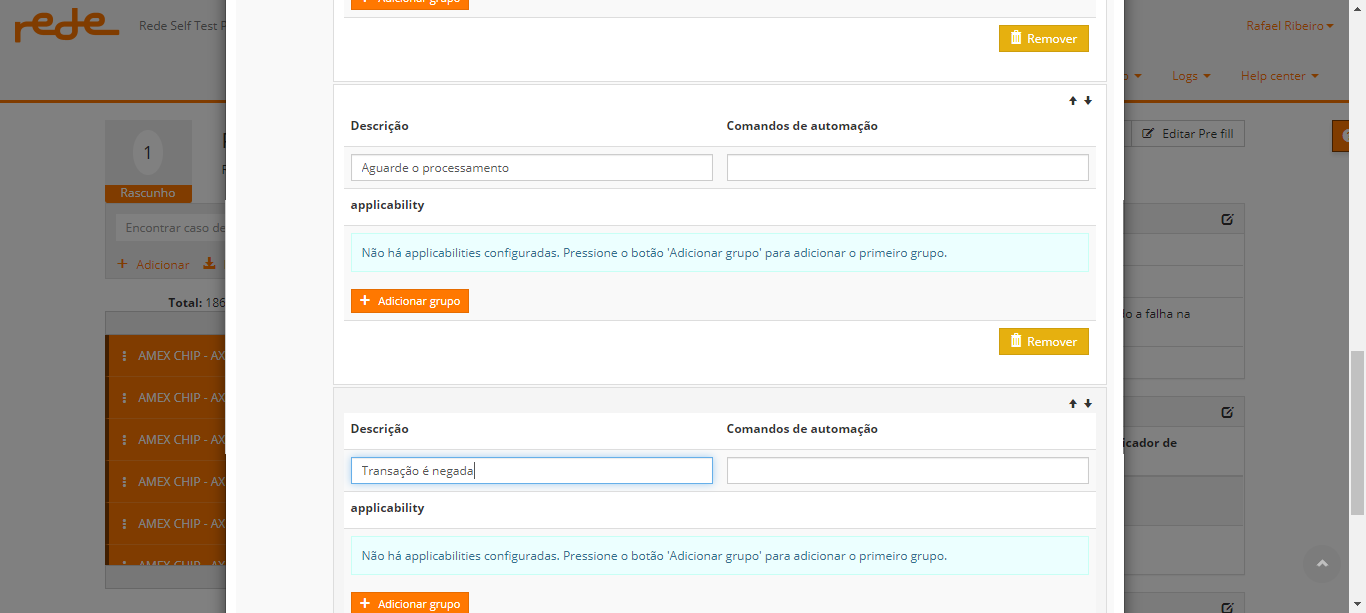 Adicionar grupo
rede
Rede Self Test
Rafael Ribeiro
Remover
Logs
Help center
Descrição
Comandos de automação
1
Editar Pre fill
Aguarde o processamento
Rascunho
applicability
Encontrar caso de
Não há applicabilities configuradas. Pressione o botão 'Adicionar grupo' para adicionar o primeiro grupo.
Adicionar
Total: 186
Adicionar grupo
a falha na
Remover
AMEX CHIP - AX
AMEX CHIP - AX
Descrição
Comandos de automação
AMEX CHIP - AX
icador de
Transação é negada
AMEX CHIP - AX
applicability
AMEX CHIP - AX
Não há applicabilities configuradas. Pressione o botão 'Adicionar grupo' para adicionar o primeiro grupo.
AMEX CHIP - AX
Adicionar grupo